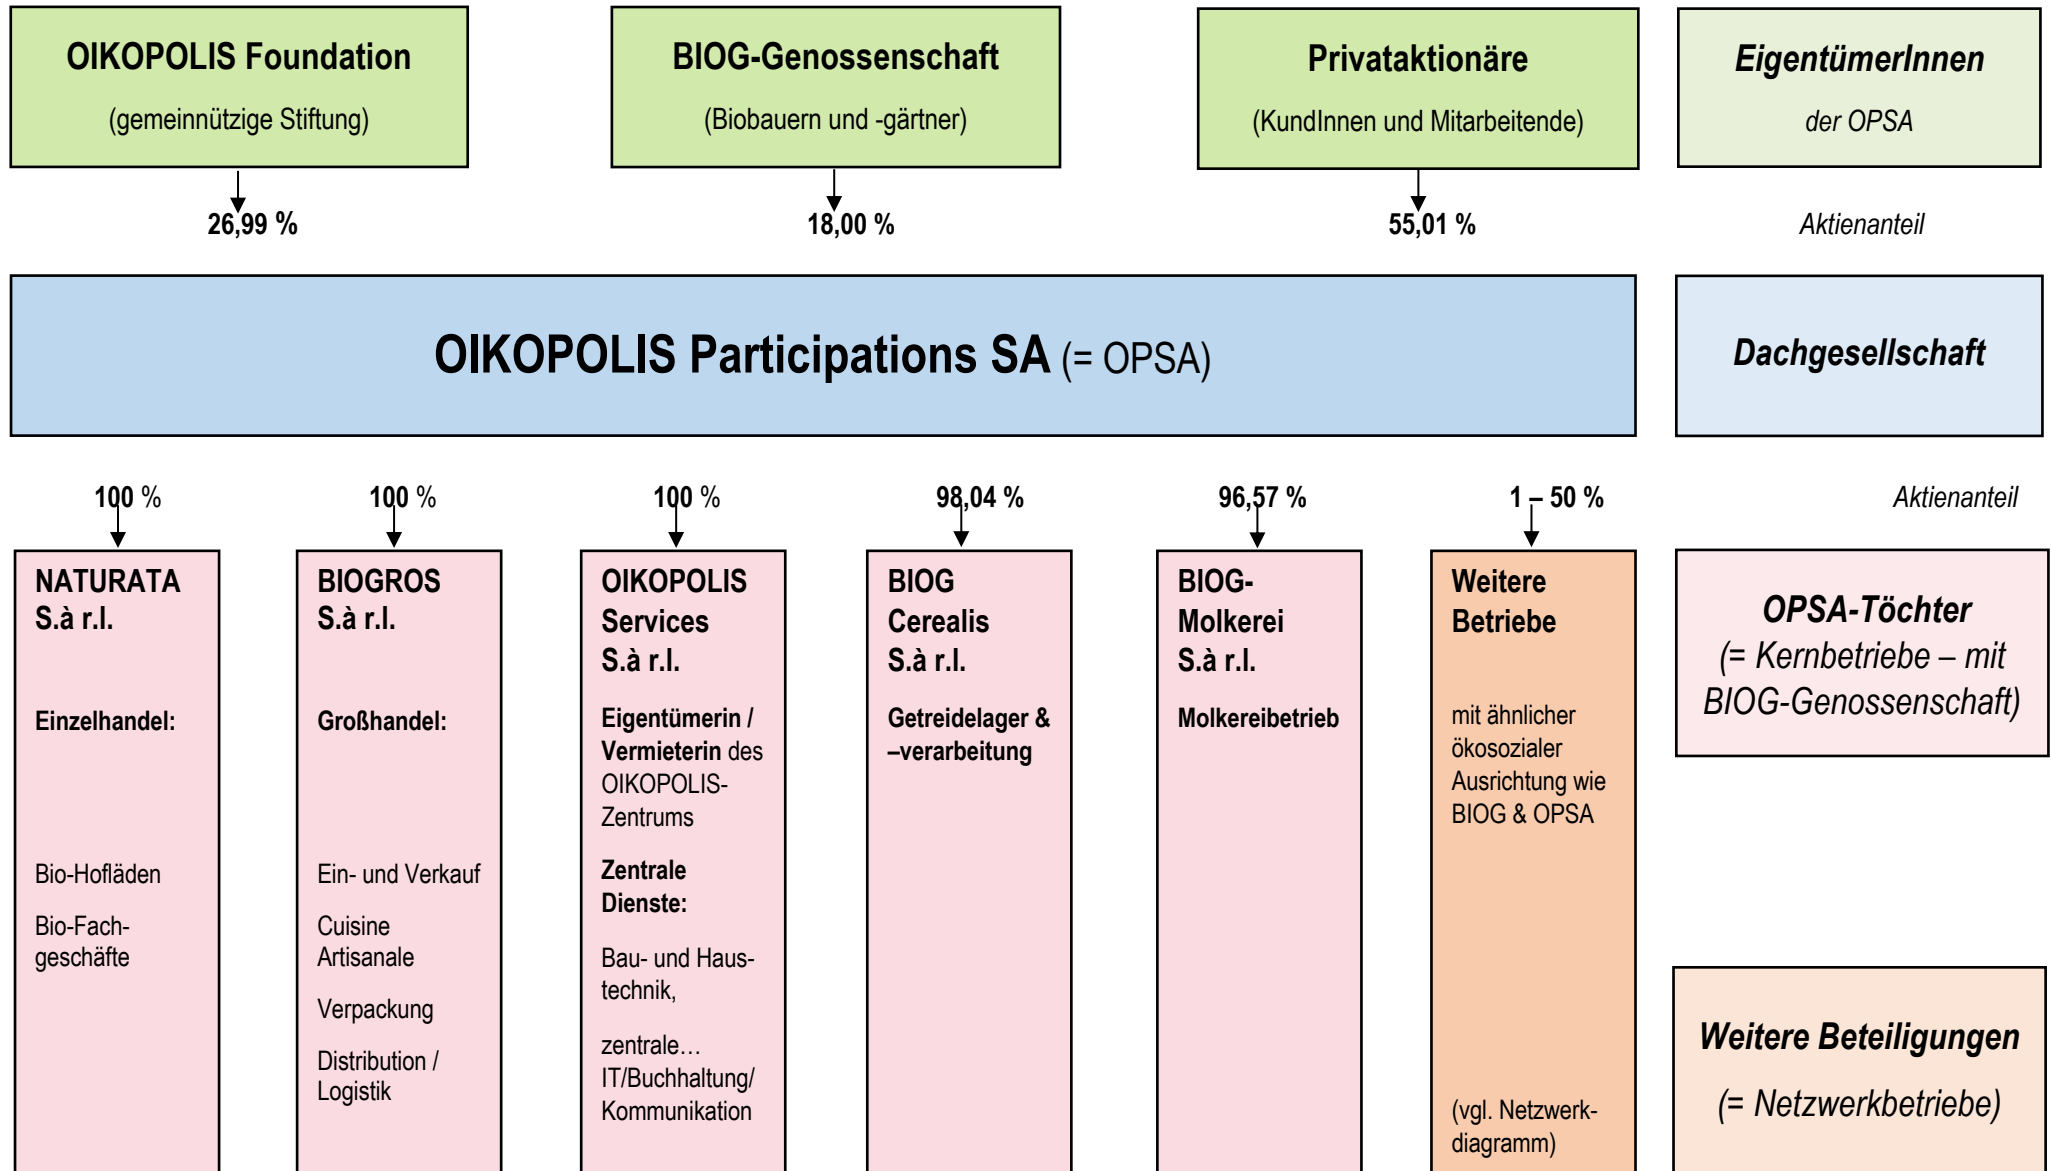 OIKOPOLIS Foundation
(gemeinnützige Stiftung)
BIOG-Genossenschaft
(Biobauern und -gärtner)
Privataktionäre
(KundInnen und Mitarbeitende)
EigentümerInnen
der OPSA
26,99 %
18,00 %
55,01 %
Aktienanteil
OIKOPOLIS Participations SA (= OPSA)
Dachgesellschaft
100 %
100 %
100 %
98,04 %
96,57 %
1 – 50 %
Aktienanteil
NATURATA
S.à r.l.
Einzelhandel:
Bio-Hofläden
Bio-Fach-
geschäfte
BIOGROS
S.à r.l.
Großhandel:
Ein- und Verkauf
Cuisine
Artisanale
Verpackung
Distribution /
Logistik
OIKOPOLIS
Services
S.à r.l.
Eigentümerin /
Vermieterin des
OIKOPOLIS-
Zentrums
Zentrale
Dienste:
Bau- und Haus-
technik,
zentrale…
IT/Buchhaltung/
Kommunikation
BIOG
Cerealis
S.à r.l.
Getreidelager &
–verarbeitung
BIOG-
Molkerei
S.à r.l.
Molkereibetrieb
Weitere
Betriebe
mit ähnlicher
ökosozialer
Ausrichtung wie
BIOG & OPSA
(vgl. Netzwerk-
diagramm)
OPSA-Töchter
(= Kernbetriebe – mit
BIOG-Genossenschaft)
Weitere Beteiligungen
(= Netzwerkbetriebe)